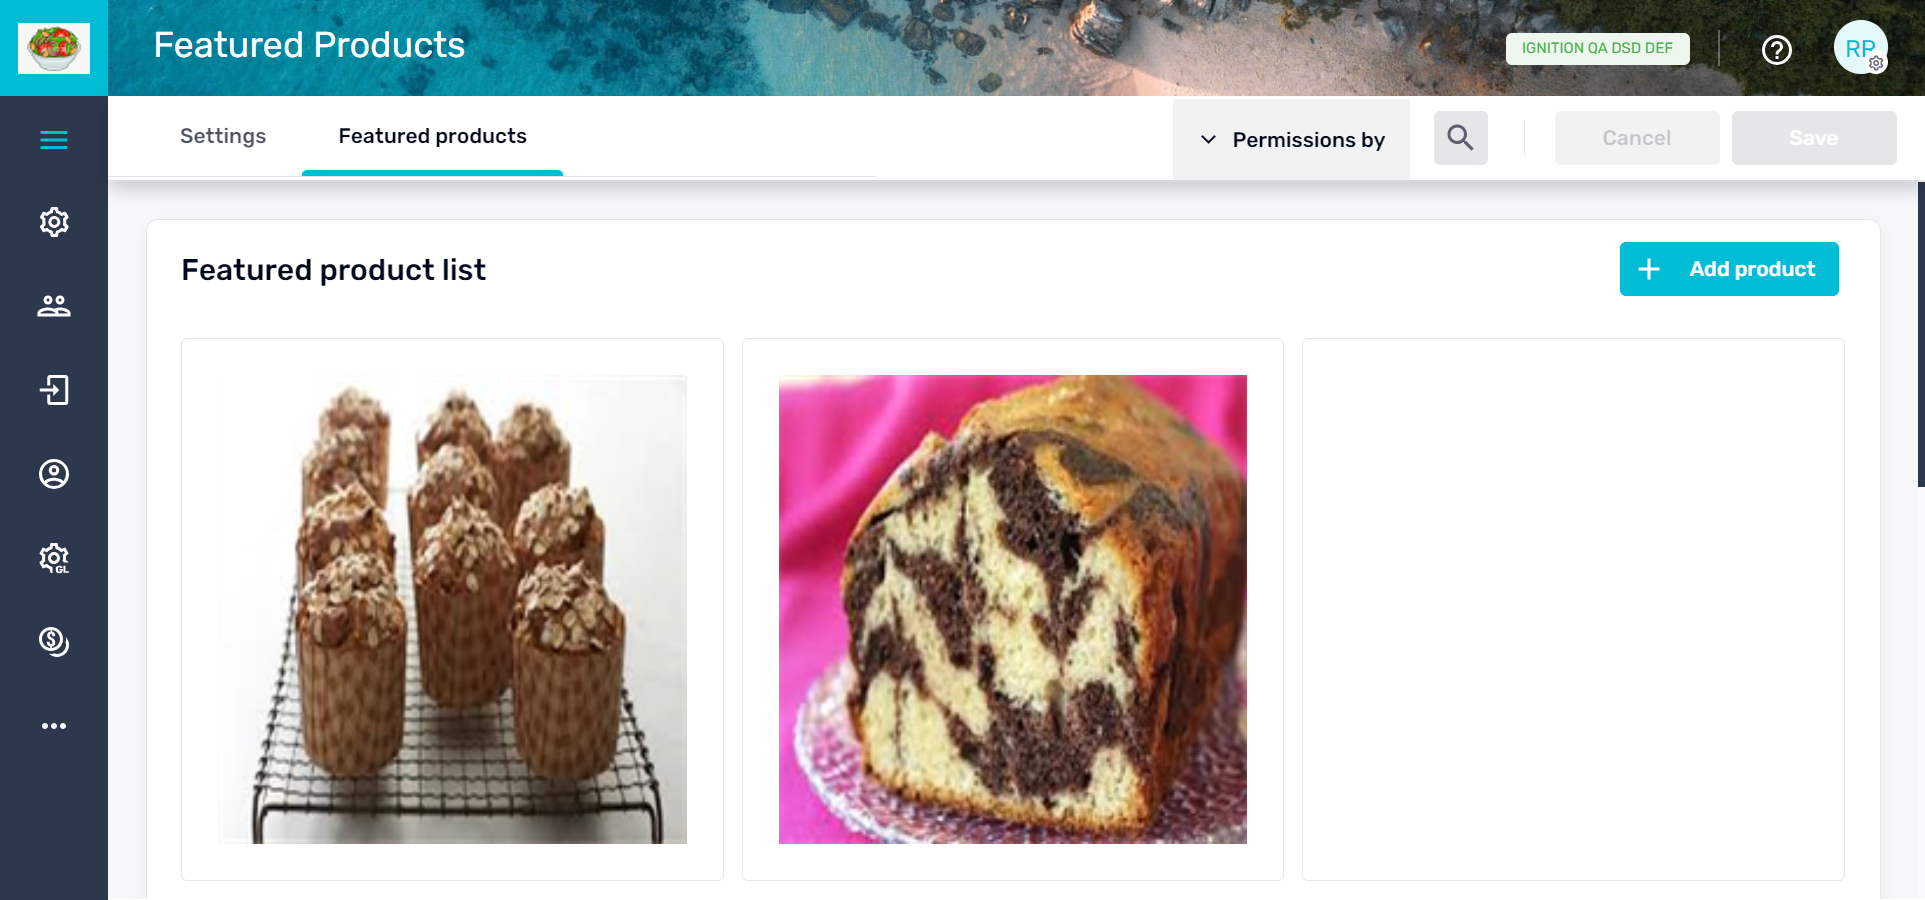 Featured Products
IGNITION QA DSD DEF
RP
Settings
Featured products
Permissions by
Cancel
Save
Featured product list
Add product
GL